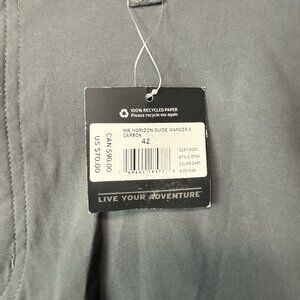 100% RECYCLED PAPER
Please recycle me again
MR HORIZON GUIDE WANDER S
CARBON
42
CAN $90.00
US $70.00
LIVE YOUR ADVENTURE